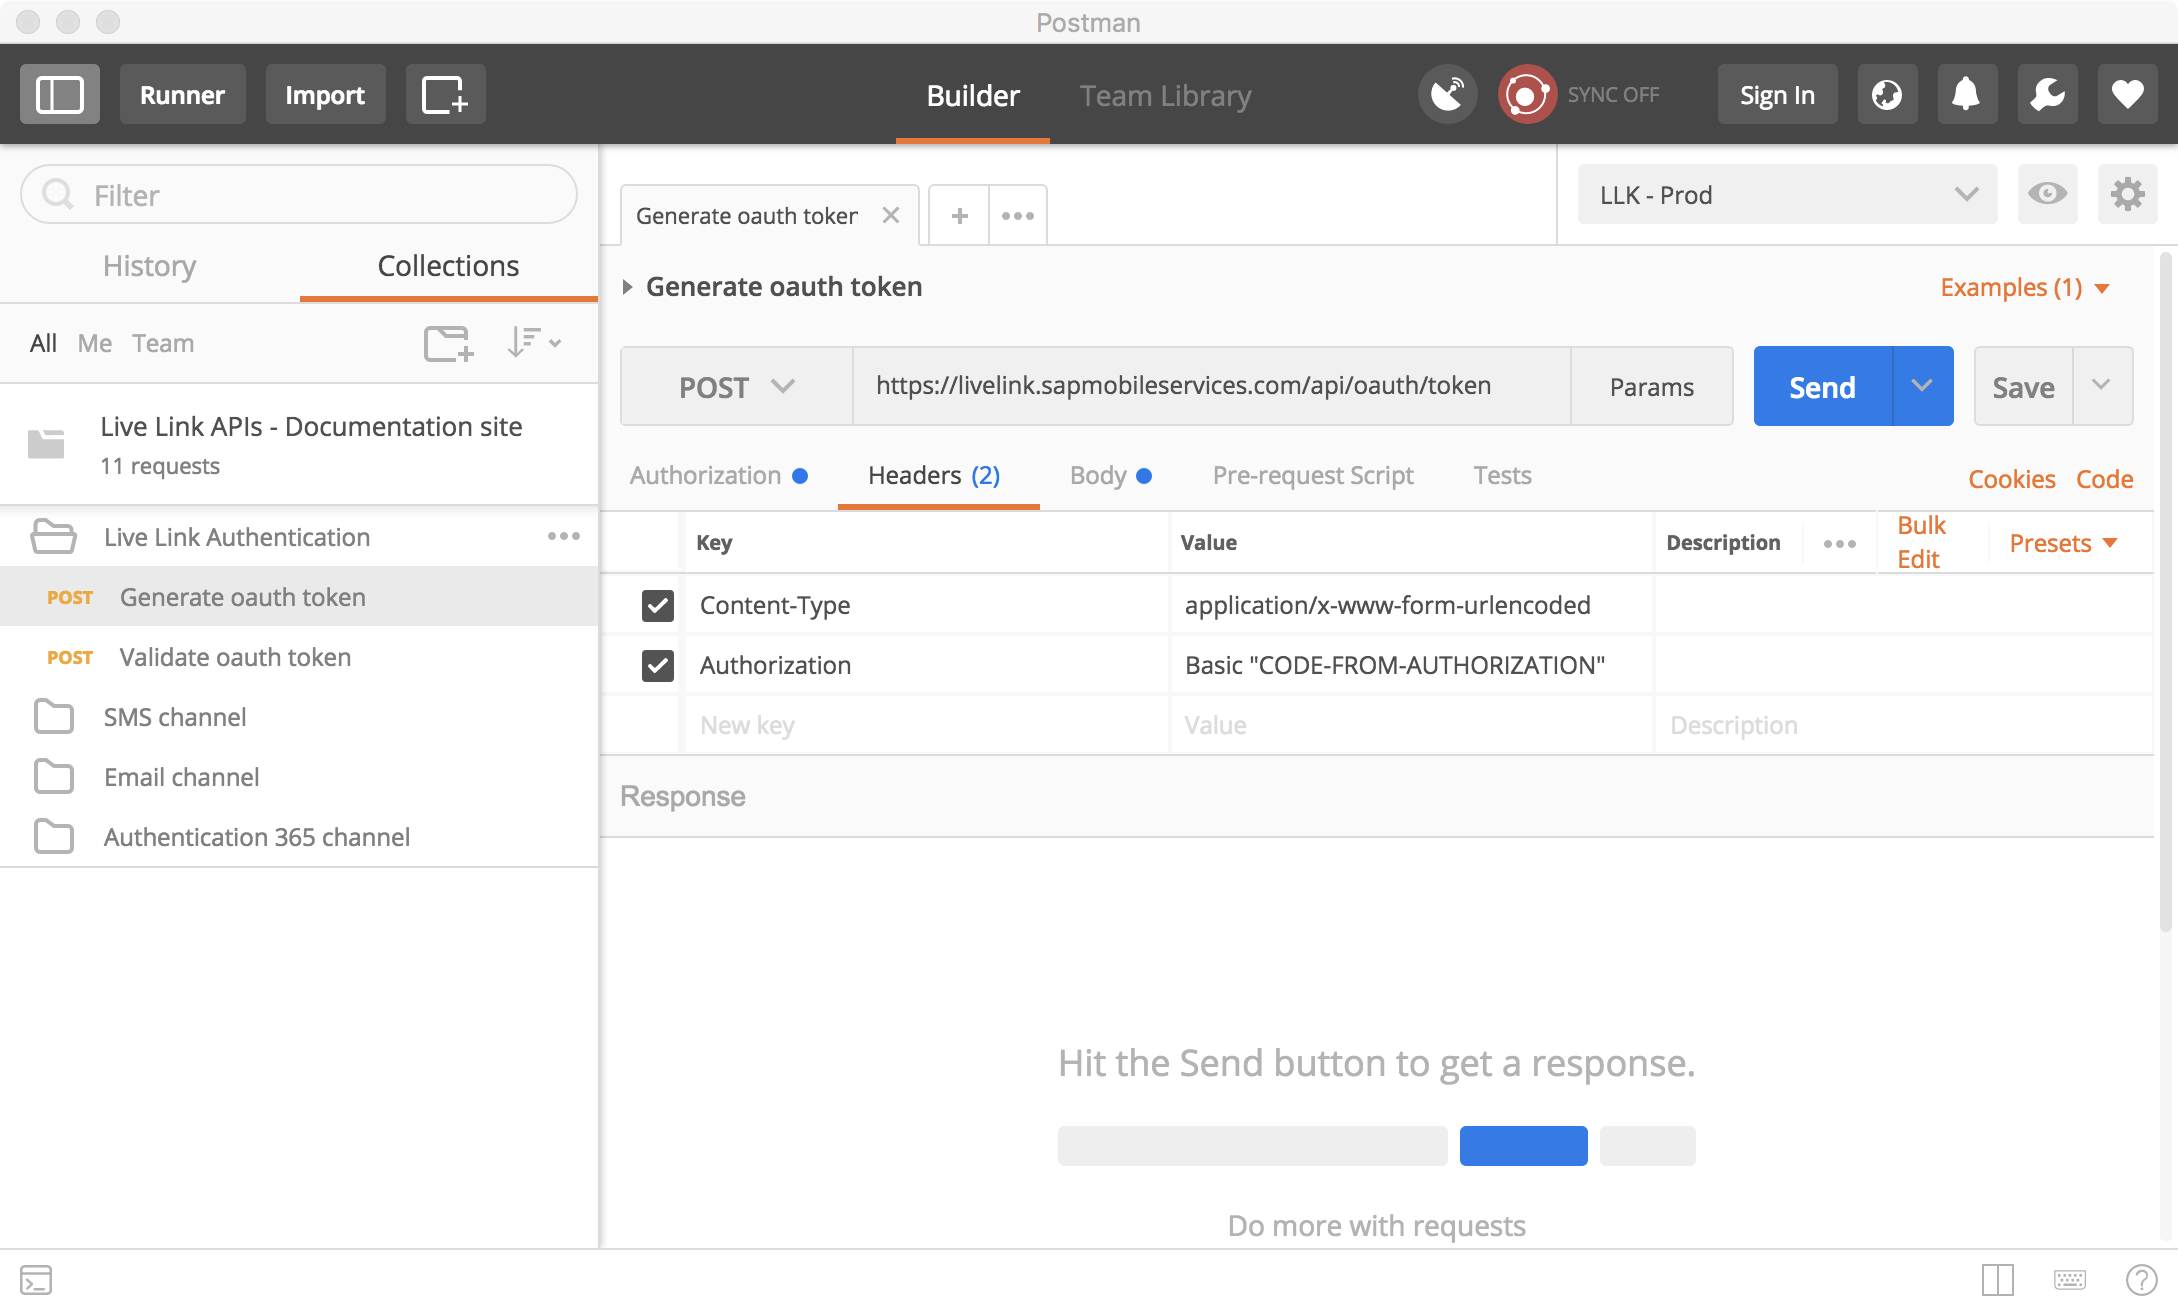 Postman
Runner
Import
Builder
Team Library
SYNC OFF
Sign In
Filter
History
Collections
All
Me
Team
Live Link APIs - Documentation site
11 requests
Live Link Authentication
POST Generate oauth token
POST Validate oauth token
SMS channel
Email channel
Authentication 365 channel
Generate oauth token
LLK - Prod
Generate oauth token
Examples (1)
POST
https://livelink.sapmobileservices.com/api/oauth/token
Params
Send
Save
Authorization
Headers (2)
Body
Pre-request Script
Tests
Cookies
Code
Key
Value
Description
Bulk
Edit
Presets
Content-Type
application/x-www-form-urlencoded
Authorization
Basic "CODE-FROM-AUTHORIZATION"
New key
Value
Description
Response
Hit the Send button to get a response.
Do more with requests